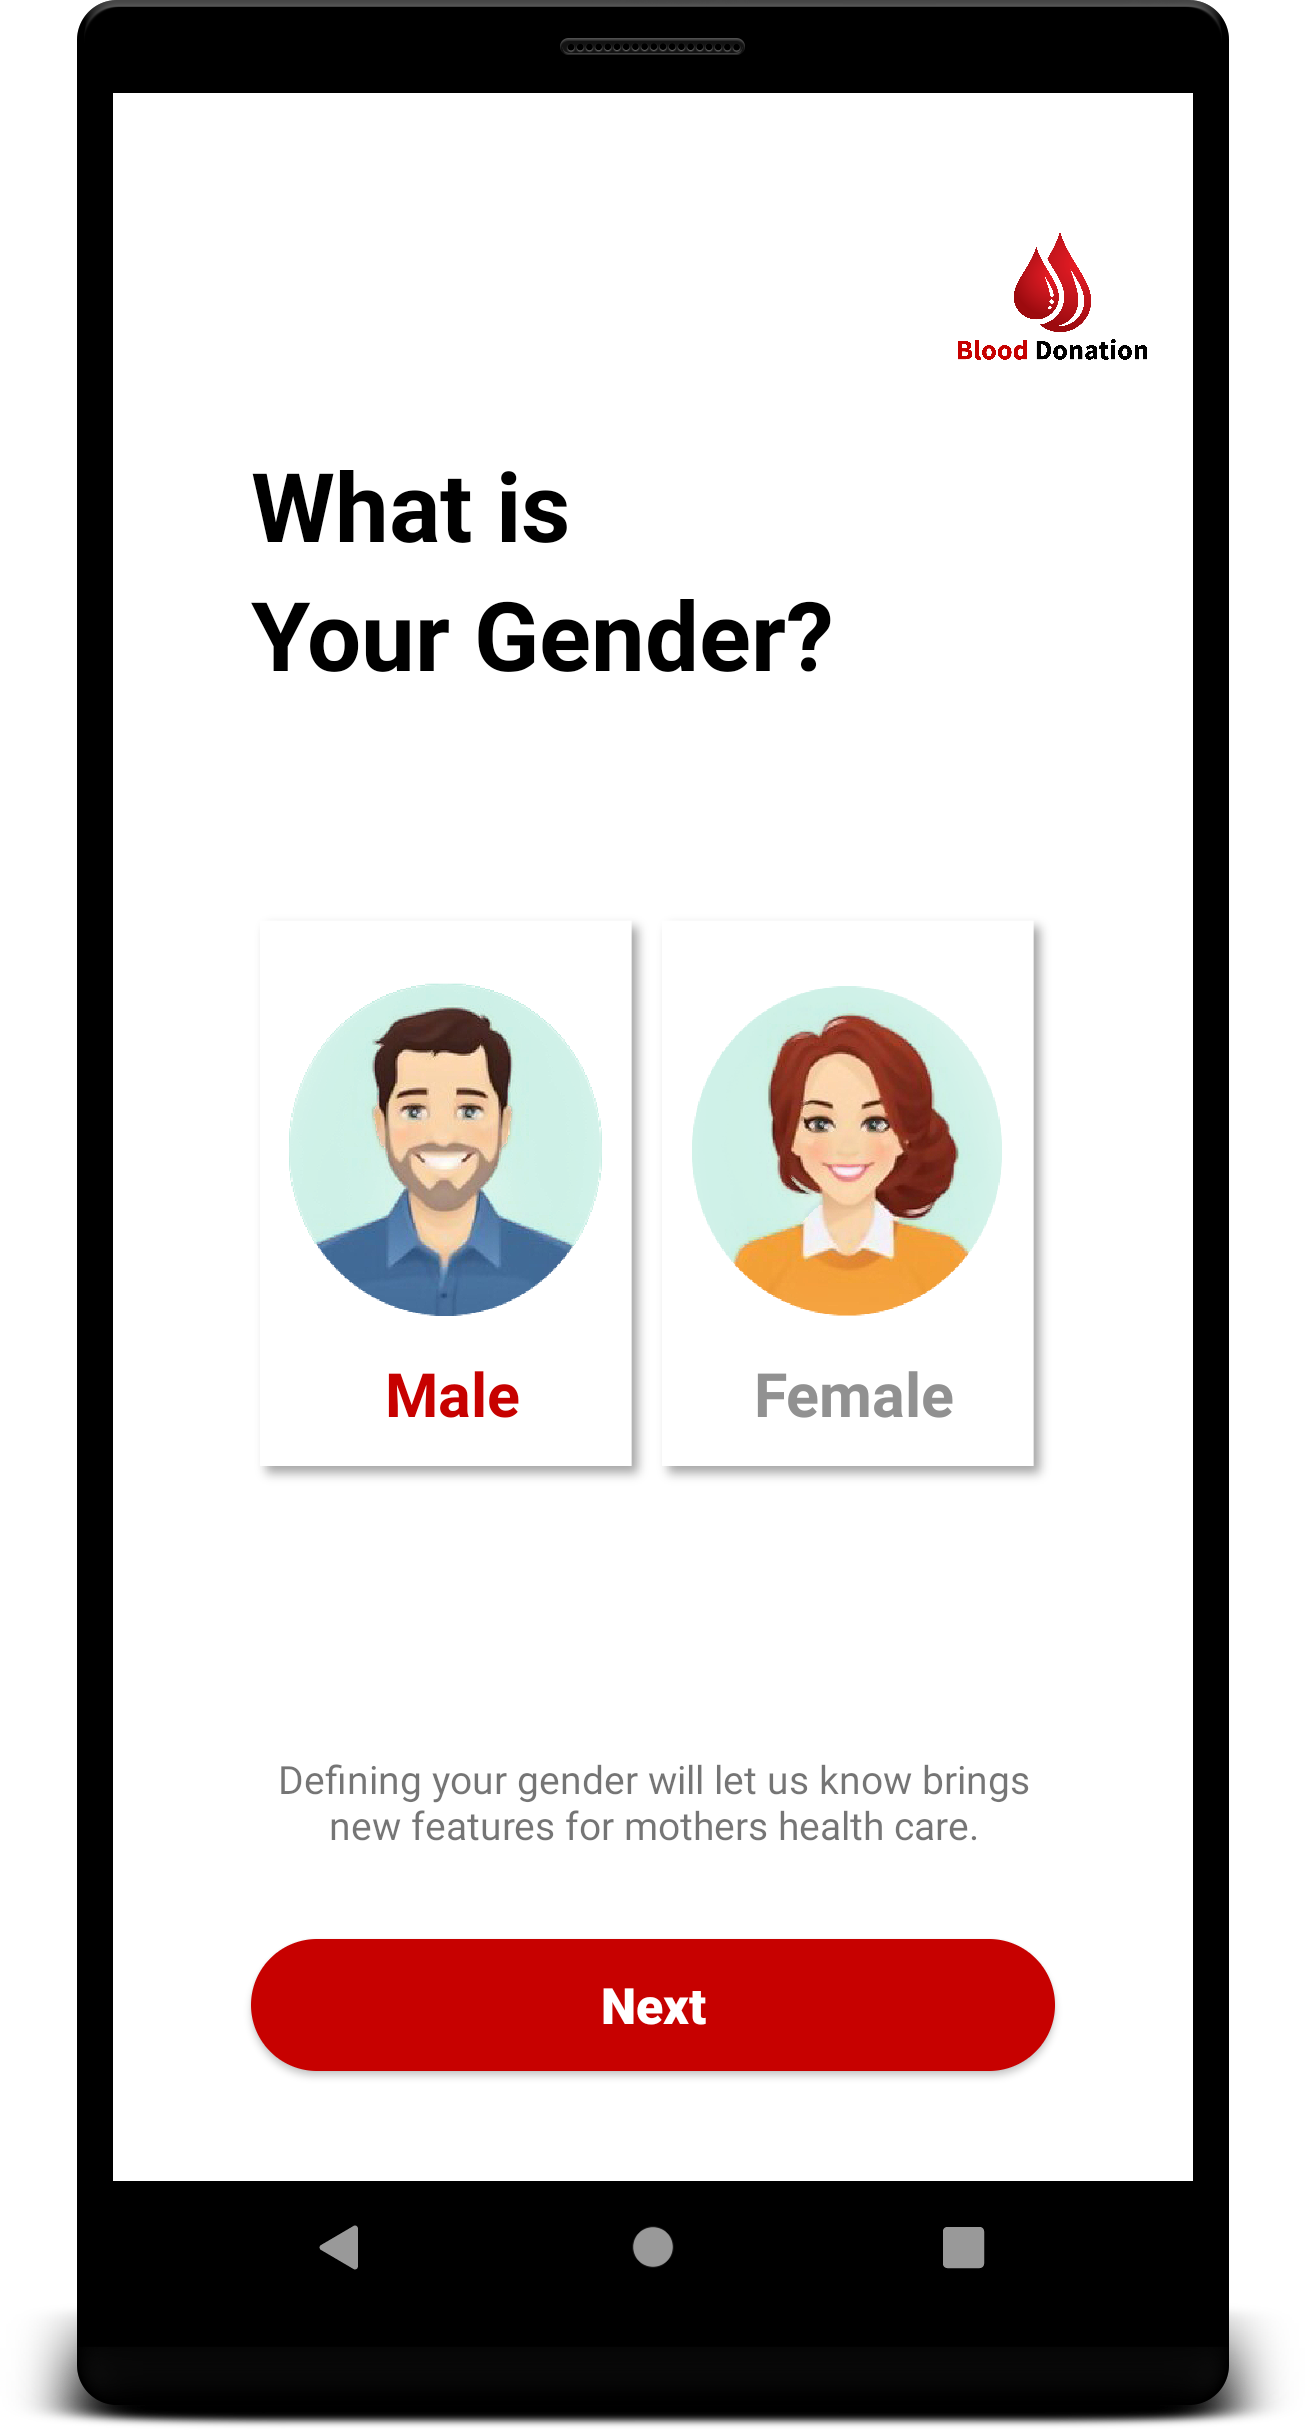 Blood Donation
What is
Your Gender?
Male
Female
Defining your gender will let us know brings
new features for mothers health care.
Next